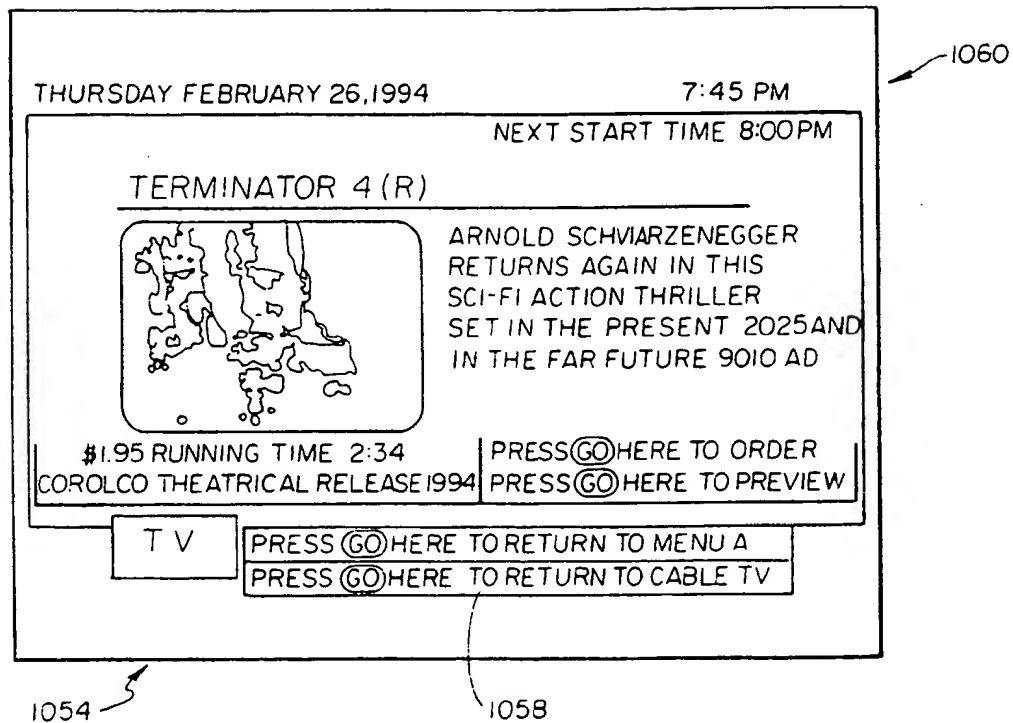 1060
THURSDAY FEBRUARY 26,1994 7:45 PM
NEXT START TIME 8:00PM
TERMINATOR 4 (R)
ARNOLD SCHVIARZENEGGER
RETURNS AGAIN IN THIS
SCI-FI ACTION THRILLER
SET IN THE PRESENT 2025AND
IN THE FAR FUTURE 9010 AD
$1.95 RUNNING TIME 2:34
COROLCO THEATRICAL RELEASE 1994
PRESS GO HERE TO ORDER
PRESS GO HERE TO PREVIEW
TV
PRESS GO HERE TO RETURN TO MENU A
PRESS GO HERE TO RETURN TO CABLE TV
1054
1058